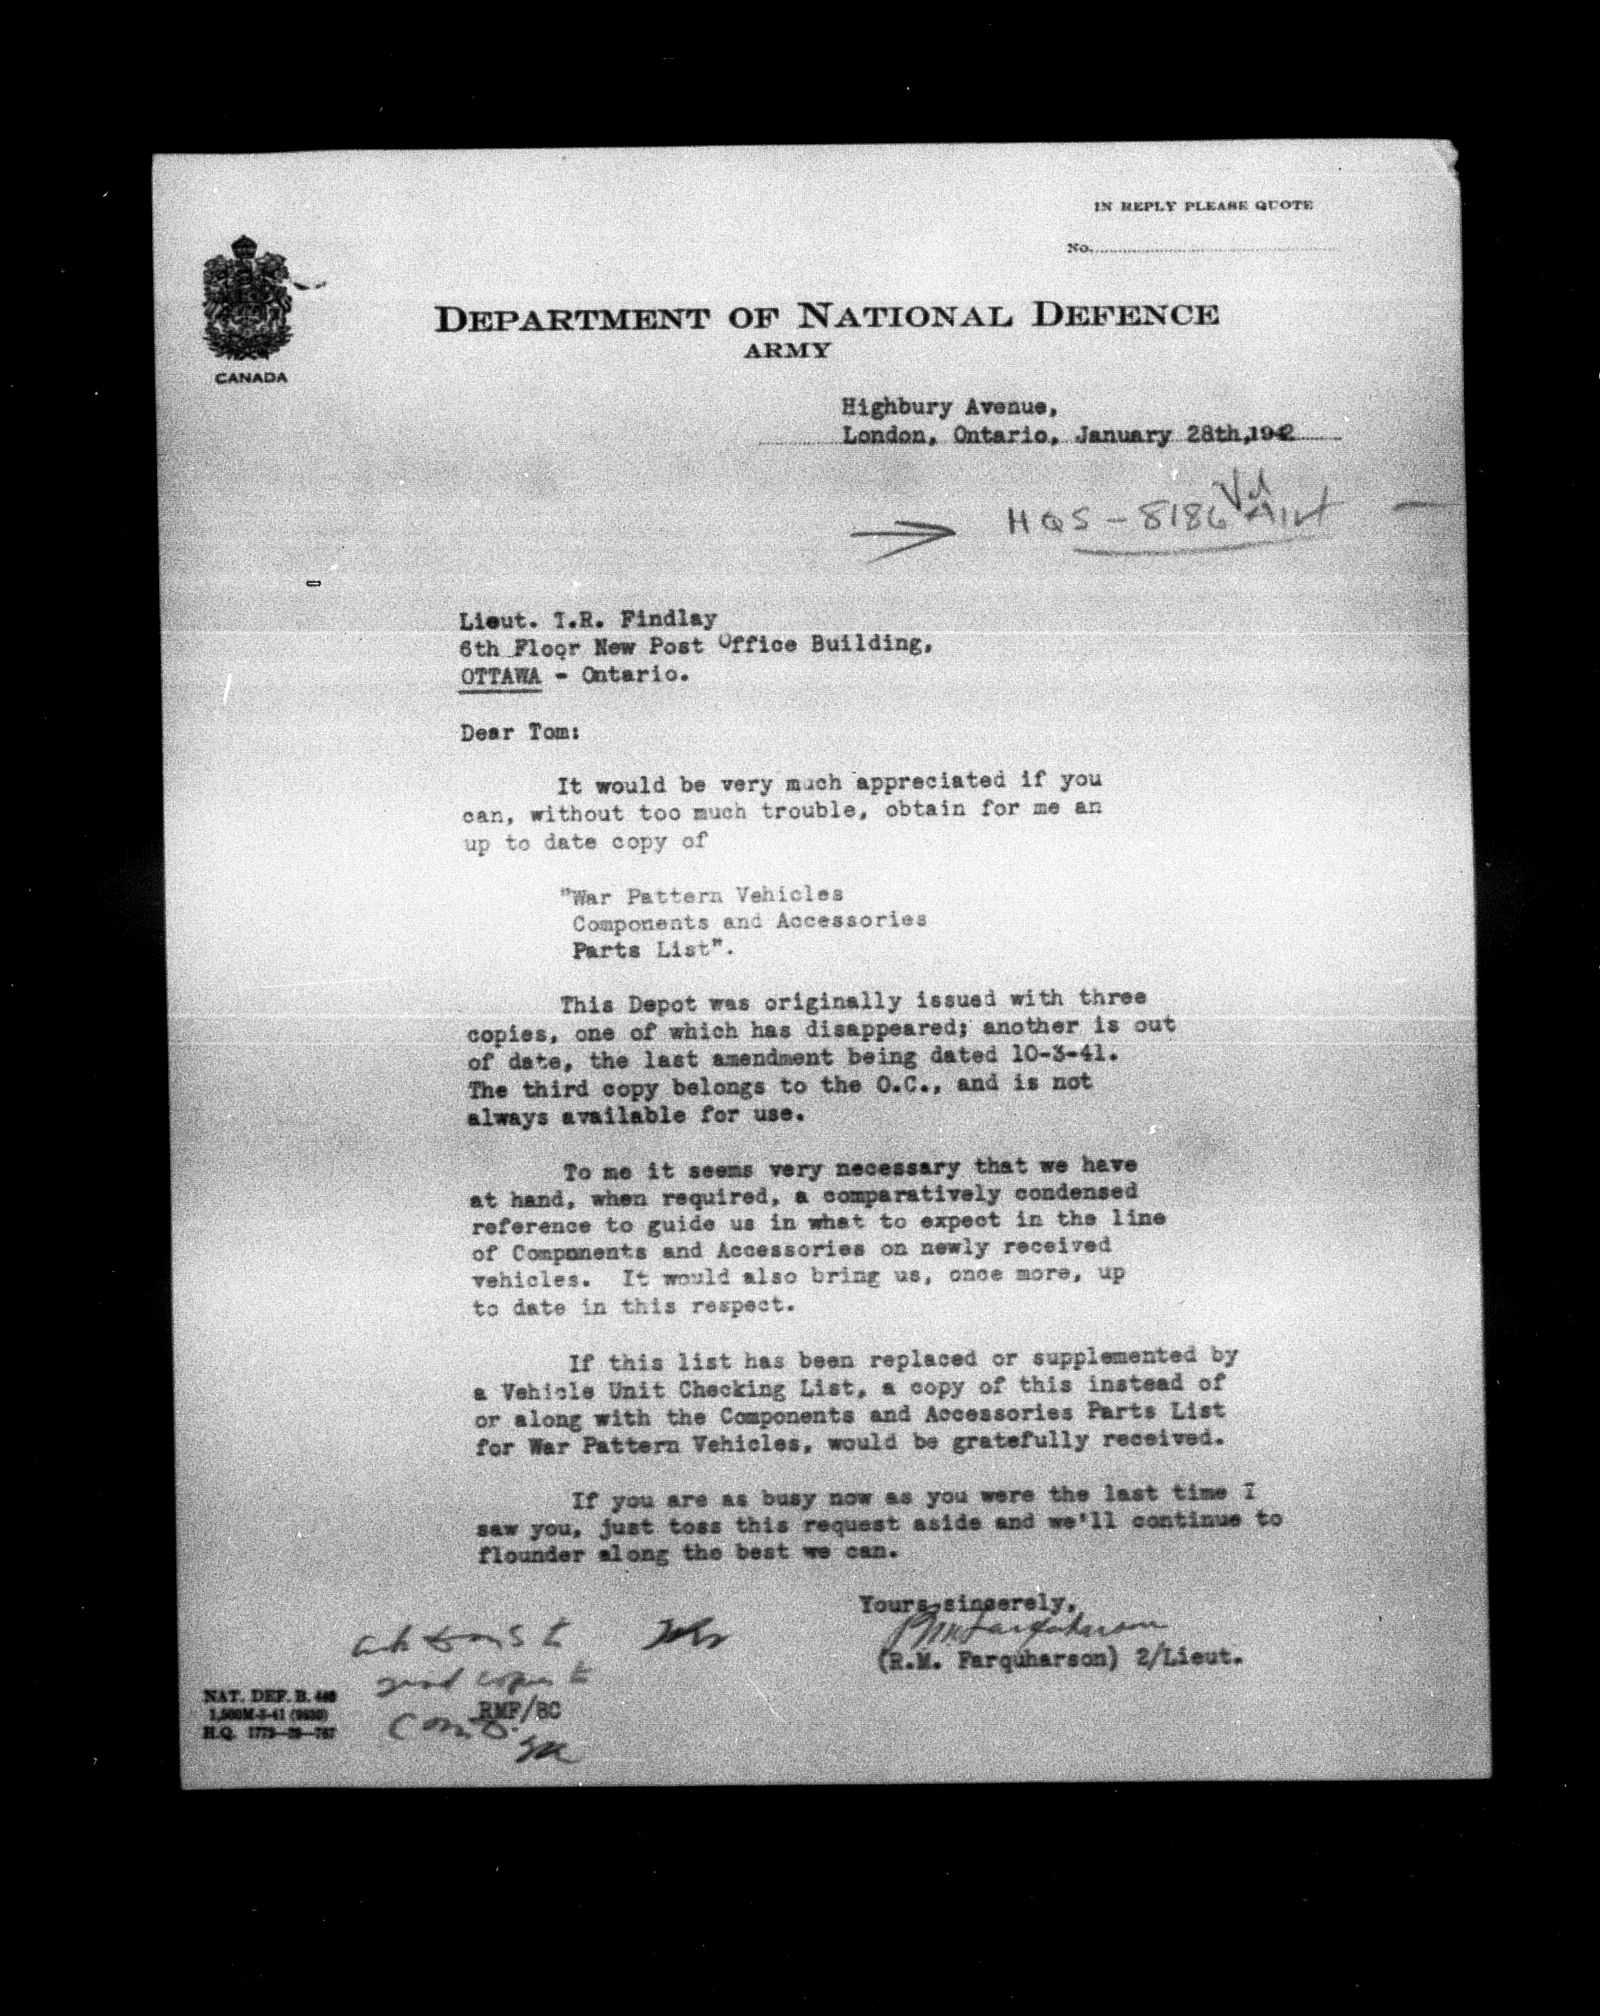 IN REPLY PLEASE QUOTE
No.
CANADA
DEPARTMENT OF NATIONAL DEFENCE
ARMY
Highbury Avenue,
London, Ontario, January 28th, 1942
HQS - 8186 Vol
Lieut. T.R. Findlay
6th Floor New Post Office Building,
OTTAWA - Ontario.
Dear Tom:
It would be very much appreciated if you
can, without too much trouble, obtain for me an
up to date copy of
"War Pattern Vehicles
Components and Accessories
Parts List".
This Depot was originally issued with three
copies, one of which has disappeared; another is out
of date, the last amendment being dated 10-3-41.
The third copy belongs to the O.C., and is not
always available for use.
To me it seems very necessary that we have
at hand, when required, a comparatively condensed
reference to guide us in what to expect in the line
of Components and Accessories on newly received
vehicles. It would also bring us, once more, up
to date in this respect.
If this list has been replaced or supplemented by
a Vehicle Unit Checking List, a copy of this instead of
or along with the Components and Accessories Parts List
for War Pattern Vehicles, would be gratefully received.
If you are as busy now as you were the last time I
saw you, just toss this request aside and we'll continue to
flounder along the best we can.
Yours sincerely,
RM Farquharson
(R.M. Farquharson) 2/Lieut.
NAT. DEF. B.
RMF/BC
H.Q. 1772